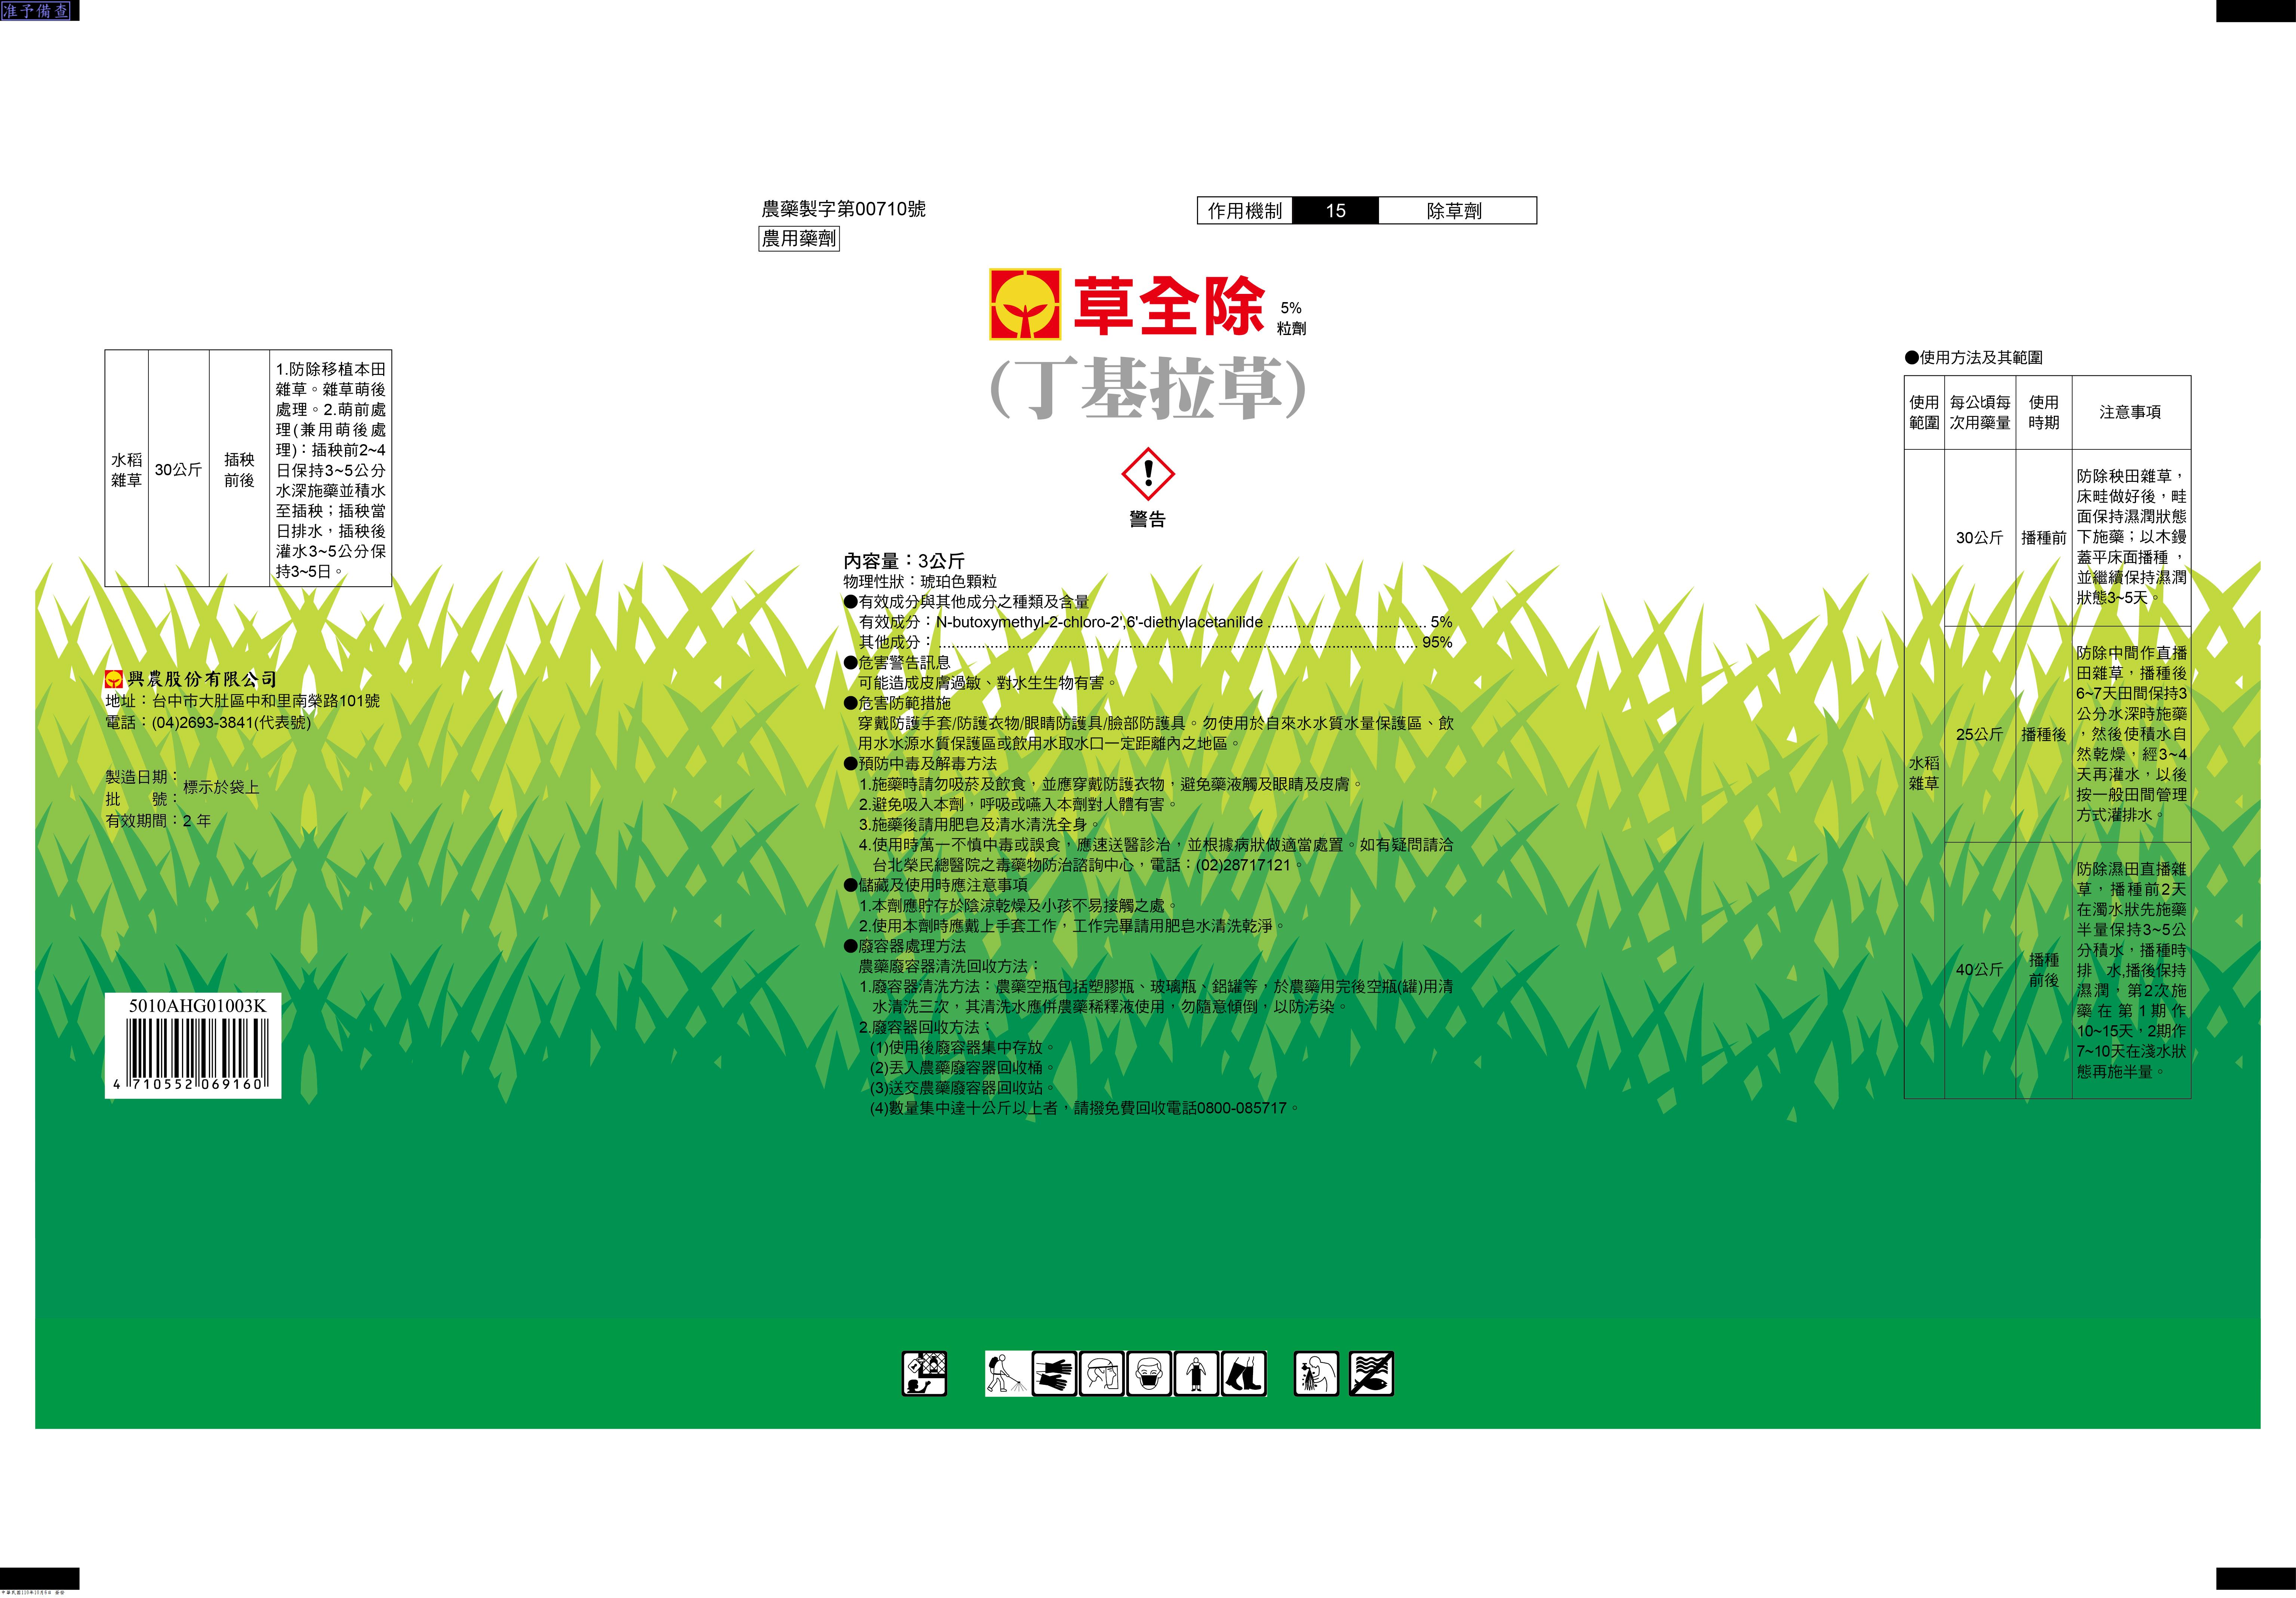 准予備查
農藥製字第00710號
農用藥劑
作用機制 15 除草劑
草全除 5%
粒劑
(丁基拉草)
警告
內容量：3公斤
物理性狀：琥珀色顆粒
●有效成分與其他成分之種類及含量
有效成分：N-butoxymethyl-2-chloro-2',6'-diethylacetanilide ..................................... 5%
其他成分： ................................................................................................................ 95%
●危害警告訊息
可能造成皮膚過敏、對水生生物有害。
●危害防範措施
穿戴防護手套/防護衣物/眼睛防護具/臉部防護具。勿使用於自來水水質水量保護區、飲
用水水源水質保護區或飲用水取水口一定距離內之地區。
●預防中毒及解毒方法
1.施藥時請勿吸菸及飲食，並應穿戴防護衣物，避免藥液觸及眼睛及皮膚。
2.避免吸入本劑，呼吸或嚥入本劑對人體有害。
3.施藥後請用肥皂及清水清洗全身。
4.使用時萬一不慎中毒或誤食，應速送醫診治，並根據病狀做適當處置。如有疑問請洽
台北榮民總醫院之毒藥物防治諮詢中心，電話：(02)28717121。
●儲藏及使用時應注意事項
1.本劑應貯存於陰涼乾燥及小孩不易接觸之處。
2.使用本劑時應戴上手套工作，工作完畢請用肥皂水清洗乾淨。
●廢容器處理方法
農藥廢容器清洗回收方法：
1.廢容器清洗方法：農藥空瓶包括塑膠瓶、玻璃瓶、鋁罐等，於農藥用完後空瓶(罐)用清
水清洗三次，其清洗水應併農藥稀釋液使用，勿隨意傾倒，以防污染。
2.廢容器回收方法：
(1)使用後廢容器集中存放。
(2)丟入農藥廢容器回收桶。
(3)送交農藥廢容器回收站。
(4)數量集中達十公斤以上者，請撥免費回收電話0800-085717。
●使用方法及其範圍
使用
範圍
每公頃每
次用藥量
使用
時期
注意事項
水稻
雜草
30公斤
播種前
防除秧田雜草，
床畦做好後，畦
面保持濕潤狀態
下施藥；以木鏝
蓋平床面播種，
並繼續保持濕潤
狀態3~5天。
25公斤
播種後
防除中間作直播
田雜草，播種後
6~7天田間保持3
公分水深時施藥
，然後使積水自
然乾燥，經3~4
天再灌水，以後
按一般田間管理
方式灌排水。
40公斤
播種
前後
防除濕田直播雜
草，播種前2天
在濁水狀先施藥
半量保持3~5公
分積水，播種時
排 水,播後保持
濕潤，第2次施
藥在第1期作
10~15天，2期作
7~10天在淺水狀
態再施半量。
水稻
雜草
30公斤
插秧
前後
1.防除移植本田
雜草。雜草萌後
處理。2.萌前處
理(兼用萌後處
理)：插秧前2~4
日保持3~5公分
水深施藥並積水
至插秧；插秧當
日排水，插秧後
灌水3~5公分保
持3~5日。
興農股份有限公司
地址：台中市大肚區中和里南榮路101號
電話：(04)2693-3841(代表號)
製造日期：
批 號：
標示於袋上
有效期間：2 年
5010AHG01003K
4 710552 069160